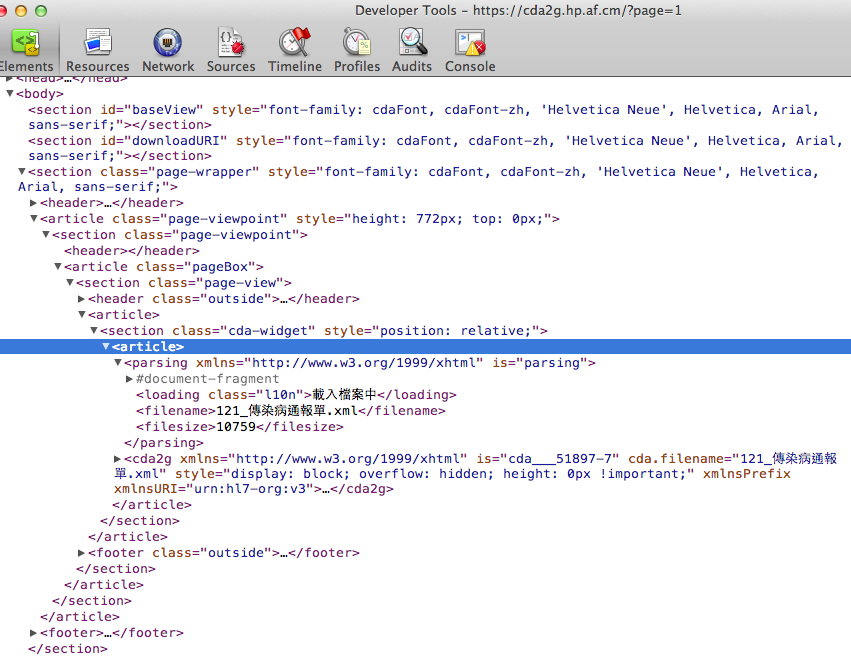 Developer Tools - https://cda2g.hp.af.cm/?page=1
Elements Resources Network Sources Timeline Profiles Audits Console
▶<head>…</head>
▼<body>
<section id="baseView" style="font-family: cdaFont, cdaFont-zh, 'Helvetica Neue', Helvetica, Arial,
sans-serif;"></section>
<section id="downloadURI" style="font-family: cdaFont, cdaFont-zh, 'Helvetica Neue', Helvetica, Arial,
sans-serif;"></section>
▼<section class="page-wrapper" style="font-family: cdaFont, cdaFont-zh, 'Helvetica Neue', Helvetica,
Arial, sans-serif;">
▶<header>…</header>
▼<article class="page-viewpoint" style="height: 772px; top: 0px;">
▼<section class="page-viewpoint">
<header></header>
▼<article class="pageBox">
▼<section class="page-view">
▶<header class="outside">…</header>
▼<article>
▼<section class="cda-widget" style="position: relative;">
▼<article>
▼<parsing xmlns="http://www.w3.org/1999/xhtml" is="parsing">
▶#document-fragment
<loading class="l10n">載入檔案中</loading>
<filename>121_傳染病通報單.xml</filename>
<filesize>10759</filesize>
</parsing>
▶<cda2g xmlns="http://www.w3.org/1999/xhtml" is="cda___51897-7" cda.filename="121_傳染病通報
單.xml" style="display: block; overflow: hidden; height: 0px !important;" xmlnsPrefix
xmlnsURI="urn:hl7-org:v3">…</cda2g>
</article>
</section>
</article>
▶<footer class="outside">…</footer>
</section>
</article>
</section>
</article>
▶<footer>…</footer>
</section>